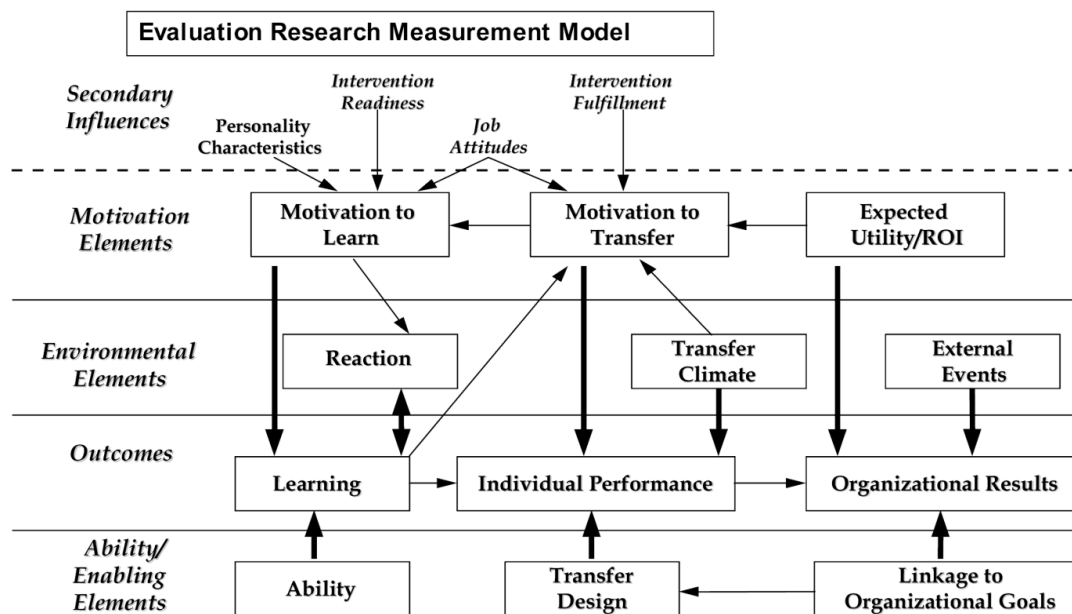 Evaluation Research Measurement Model
Secondary
Influences
Intervention
Readiness
Intervention
Fulfillment
Personality
Characteristics
Job
Attitudes
Motivation
Elements
Motivation to
Learn
Motivation to
Transfer
Expected
Utility/ROI
Environmental
Elements
Reaction
Transfer
Climate
External
Events
Outcomes
Learning
Individual Performance
Organizational Results
Ability/
Enabling
Elements
Ability
Transfer
Design
Linkage to
Organizational Goals